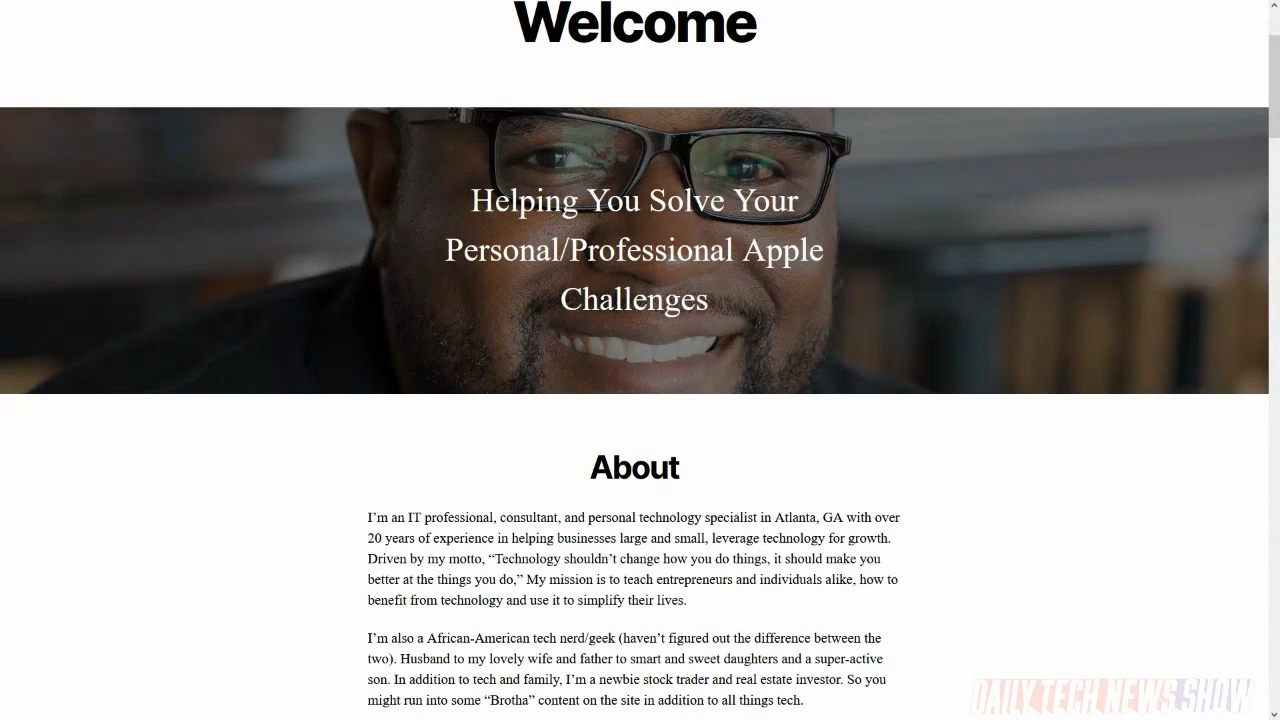 Welcome
Helping You Solve Your
Personal/Professional Apple
Challenges
About
I’m an IT professional, consultant, and personal technology specialist in Atlanta, GA with over
20 years of experience in helping businesses large and small, leverage technology for growth.
Driven by my motto, “Technology shouldn’t change how you do things, it should make you
better at the things you do,” My mission is to teach entrepreneurs and individuals alike, how to
benefit from technology and use it to simplify their lives.
I’m also a African-American tech nerd/geek (haven’t figured out the difference between the
two). Husband to my lovely wife and father to smart and sweet daughters and a super-active
son. In addition to tech and family, I’m a newbie stock trader and real estate investor. So you
might run into some “Brotha” content on the site in addition to all things tech.
DAILY TECH NEWS SHOW